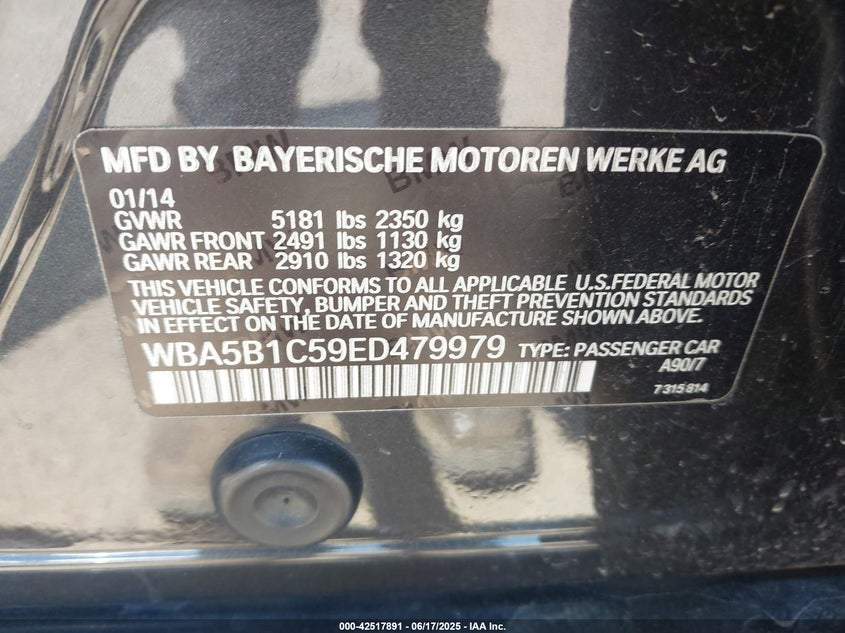 MFD BY BAYERISCHE MOTOREN WERKE AG
01/14
GVWR 5181 lbs 2350 kg
GAWR FRONT 2491 lbs 1130 kg
GAWR REAR 2910 lbs 1320 kg
THIS VEHICLE CONFORMS TO ALL APPLICABLE U.S.FEDERAL MOTOR
VEHICLE SAFETY, BUMPER AND THEFT PREVENTION STANDARDS
IN EFFECT ON THE DATE OF MANUFACTURE SHOWN ABOVE.
WBA5B1C59ED479979 TYPE: PASSENGER CAR
A90/7
7 315 814
000-42517891 - 06/17/2025 - IAA Inc.